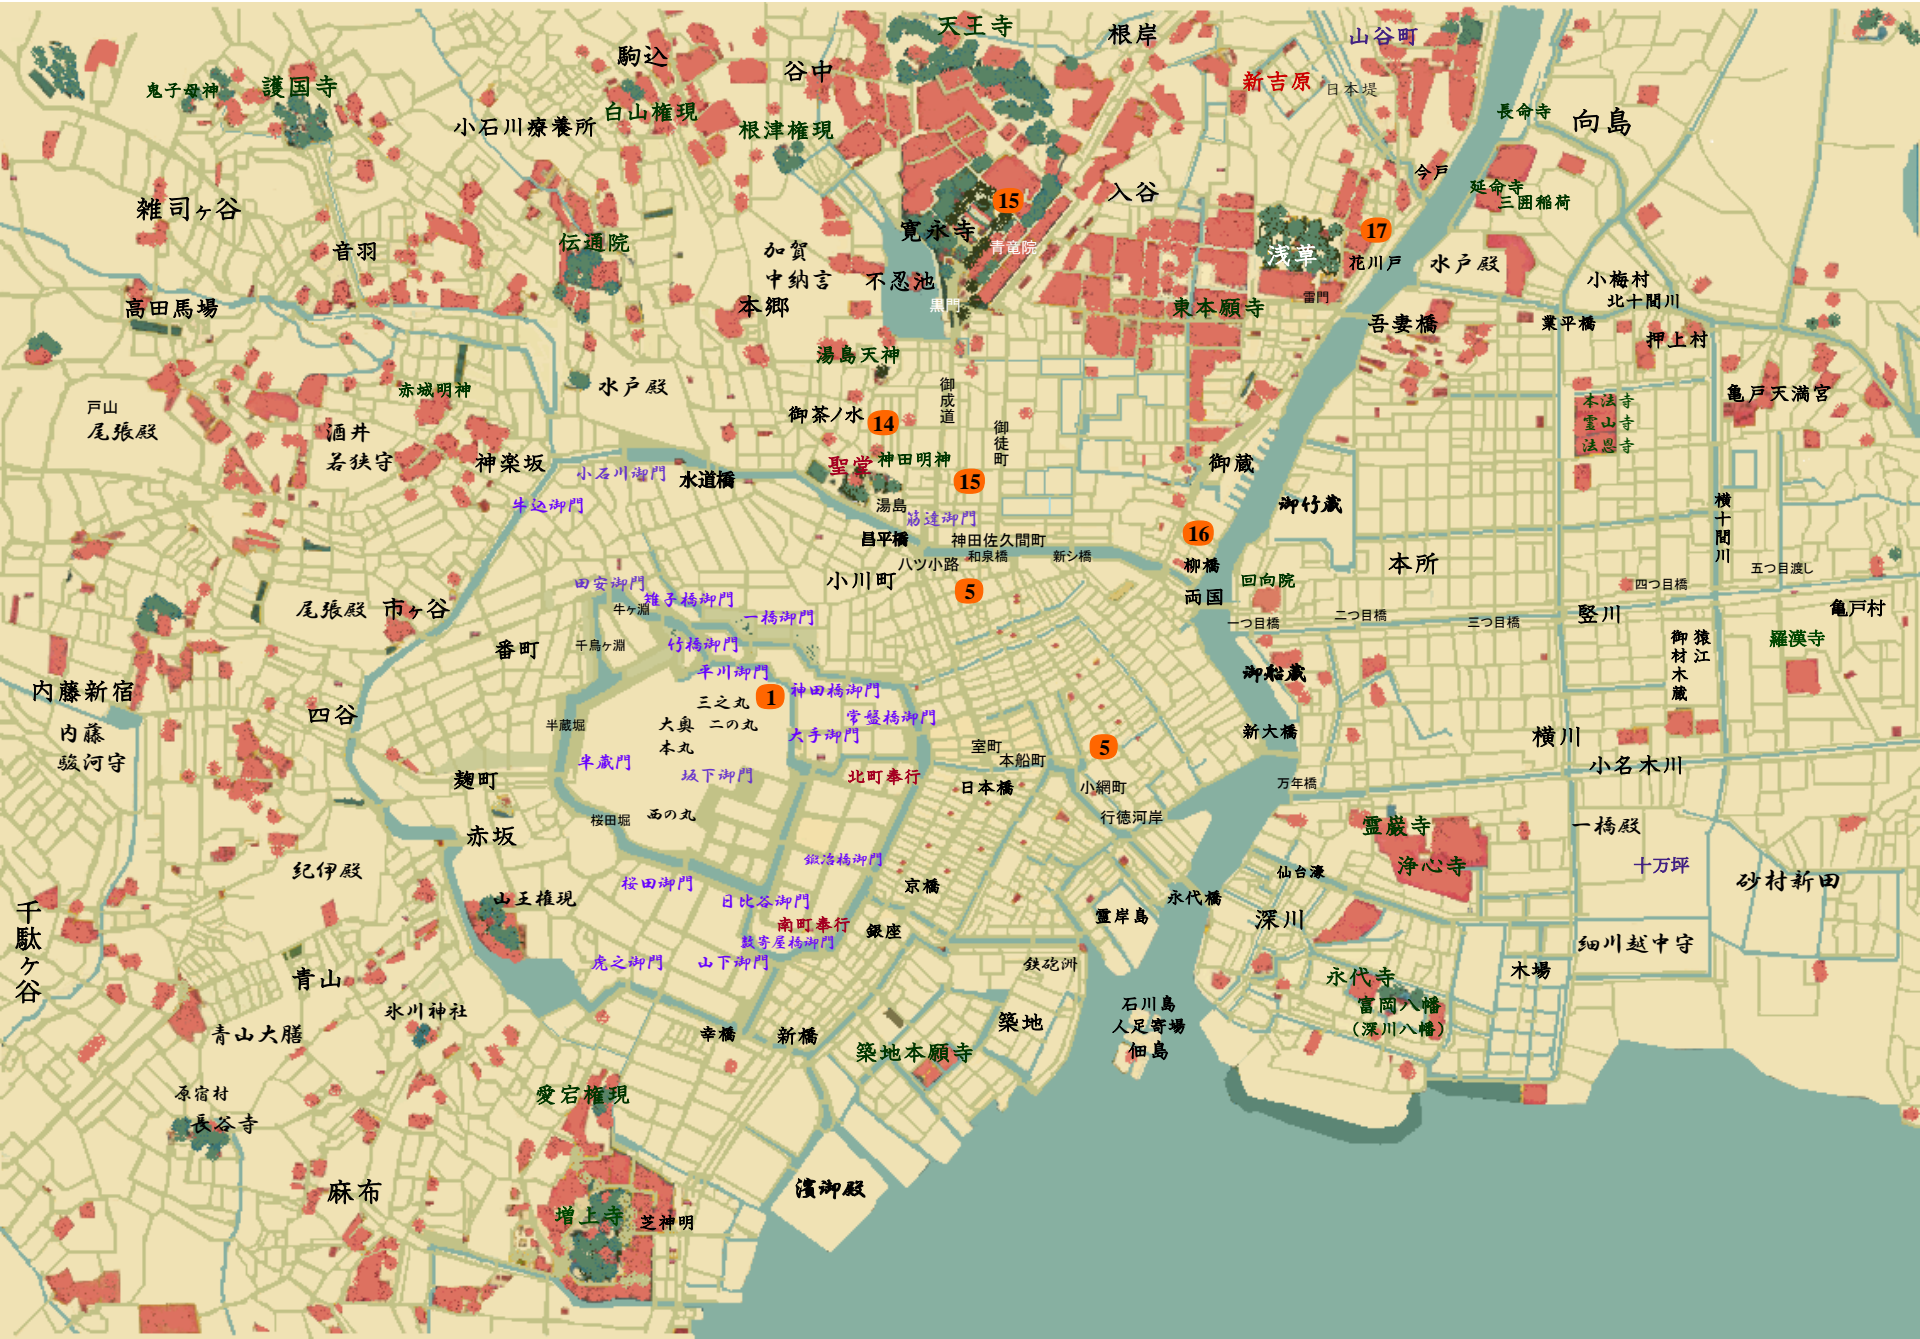 天王寺
根岸
山谷町
駒込
谷中
新吉原
日本堤
鬼子母神
護国寺
白山権現
小石川療養所
根津権現
長命寺
向島
今戸
延命寺
三囲稲荷
入谷
15
雑司ヶ谷
音羽
伝通院
寛永寺
青竜院
17
浅草
花川戸
水戸殿
加賀
中納言
不忍池
本郷
黒門
高田馬場
東本願寺
雷門
吾妻橋
小梅村
北十間川
業平橋
押上村
湯島天神
赤城明神
水戸殿
戸山
尾張殿
酒井
若狭守
御茶ノ水
14
御成道
御徒町
亀戸天満宮
本法寺
霊山寺
法恩寺
神楽坂
小石川御門
水道橋
聖堂
神田明神
15
御蔵
牛込御門
湯島
筋違御門
昌平橋
神田佐久間町
八ツ小路
和泉橋
新シ橋
16
柳橋
御竹蔵
横十間川
本所
五つ目渡し
小川町
5
両国
回向院
四つ目橋
尾張殿
市ヶ谷
田安御門
雉子橋御門
牛ヶ淵
一橋御門
一つ目橋
二つ目橋
三つ目橋
竪川
亀戸村
番町
千鳥ヶ淵
竹橋御門
平川御門
猿江
御材木蔵
羅漢寺
御船蔵
内藤新宿
四谷
三之丸
1
神田橋御門
常盤橋御門
大奥
二の丸
大手御門
本丸
半蔵堀
内藤
駿河守
半蔵門
坂下御門
北町奉行
室町
本船町
5
日本橋
小網町
行徳河岸
新大橋
万年橋
横川
小名木川
麹町
桜田堀
西の丸
赤坂
霊巌寺
浄心寺
一橋殿
十万坪
砂村新田
紀伊殿
鍛冶橋御門
桜田御門
京橋
仙台濠
永代橋
山王権現
日比谷御門
南町奉行
数寄屋橋御門
銀座
霊岸島
深川
千駄ヶ谷
虎之御門
山下御門
鉄砲洲
細川越中守
木場
青山
氷川神社
永代寺
富岡八幡
(深川八幡)
青山大膳
幸橋
新橋
築地
石川島
人足寄場
佃島
築地本願寺
原宿村
長谷寺
愛宕権現
麻布
濱御殿
増上寺
芝神明